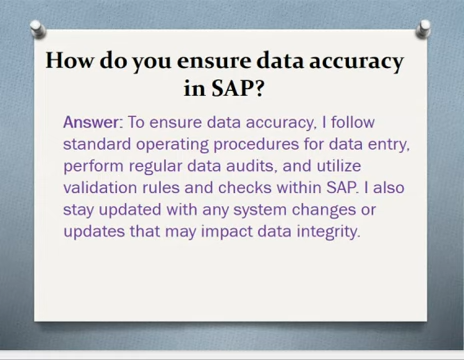 How do you ensure data accuracy
in SAP?
Answer: To ensure data accuracy, I follow
standard operating procedures for data entry,
perform regular data audits, and utilize
validation rules and checks within SAP. I also
stay updated with any system changes or
updates that may impact data integrity.